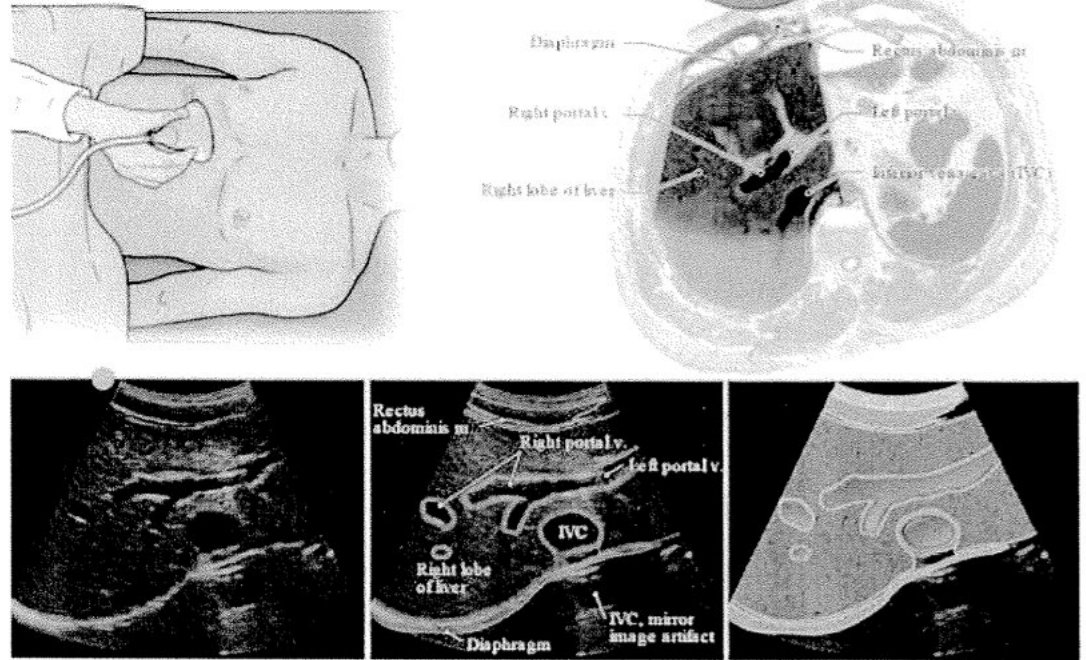 Diaphragm
Rectus abdominis m
Right portal v.
Left portal
Right lobe of liver
(IVC)
Rectus
abdominis m.
Right portal v.
Left portal v.
IVC
Right lobe
of liver
IVC, mirror
image artifact
Diaphragm